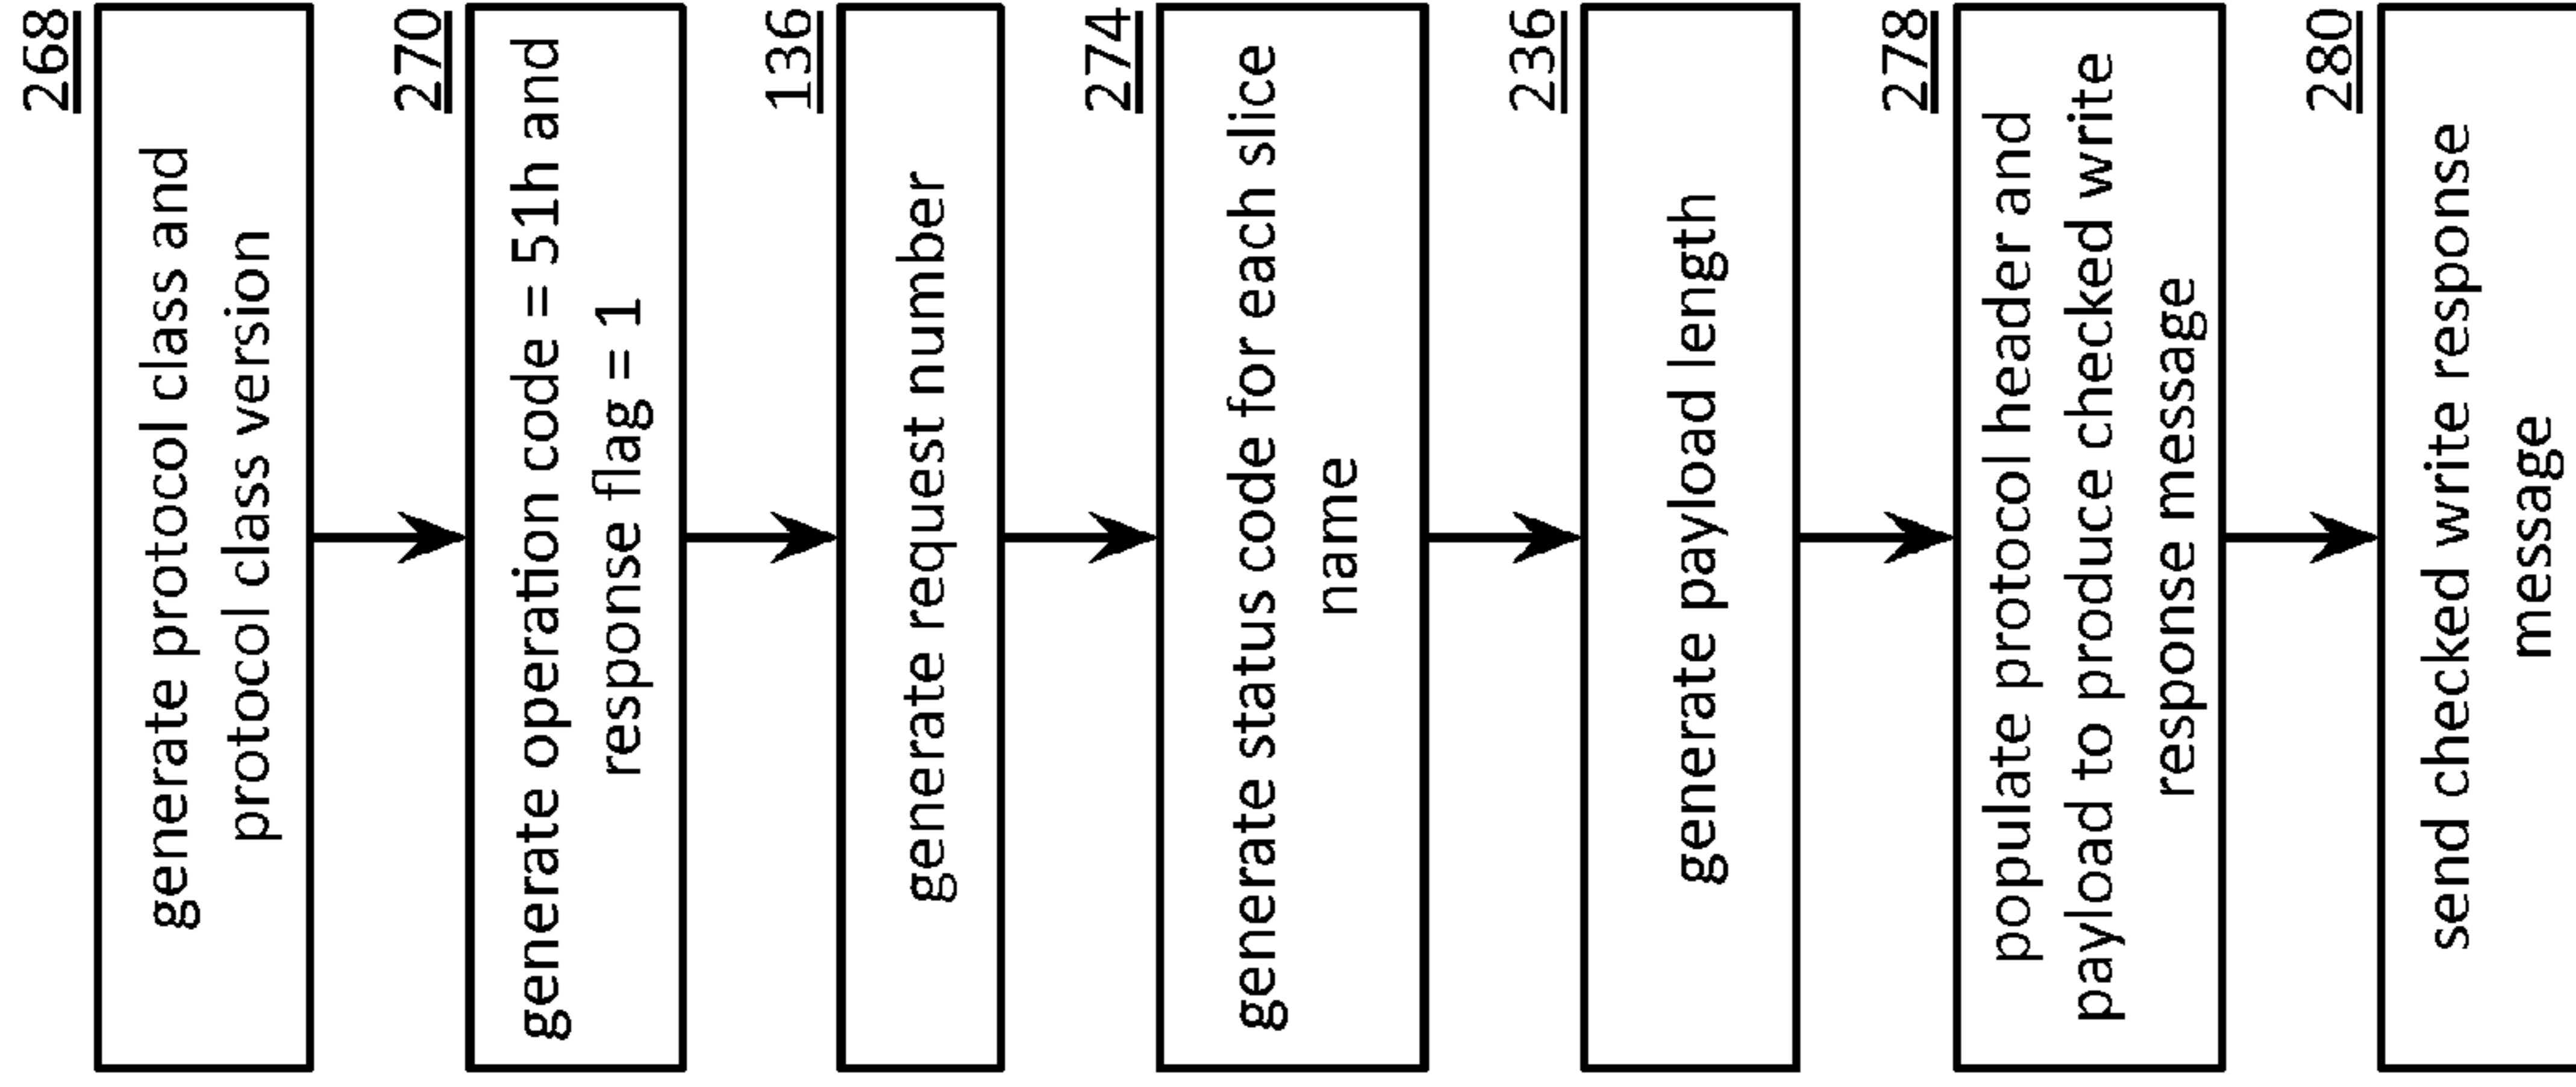 268
generate protocol class and
protocol class version
270
generate operation code = 51h and
response flag = 1
136
generate request number
274
generate status code for each slice
name
236
generate payload length
278
populate protocol header and
payload to produce checked write
response message
280
send checked write response
message